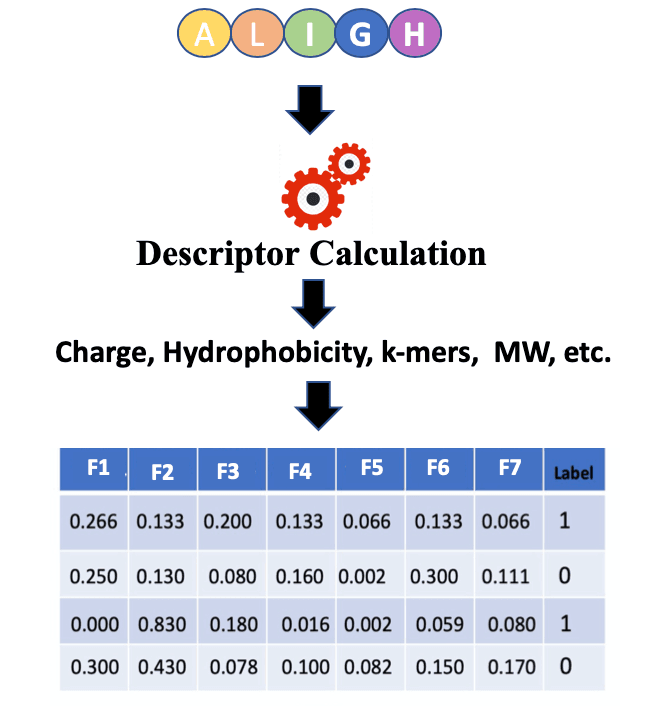 A L I G H
Descriptor Calculation
Charge, Hydrophobicity, k-mers, MW, etc.
F1 F2 F3 F4 F5 F6 F7 Label
0.266 0.133 0.200 0.133 0.066 0.133 0.066 1
0.250 0.130 0.080 0.160 0.002 0.300 0.111 0
0.000 0.830 0.180 0.016 0.002 0.059 0.080 1
0.300 0.430 0.078 0.100 0.082 0.150 0.170 0